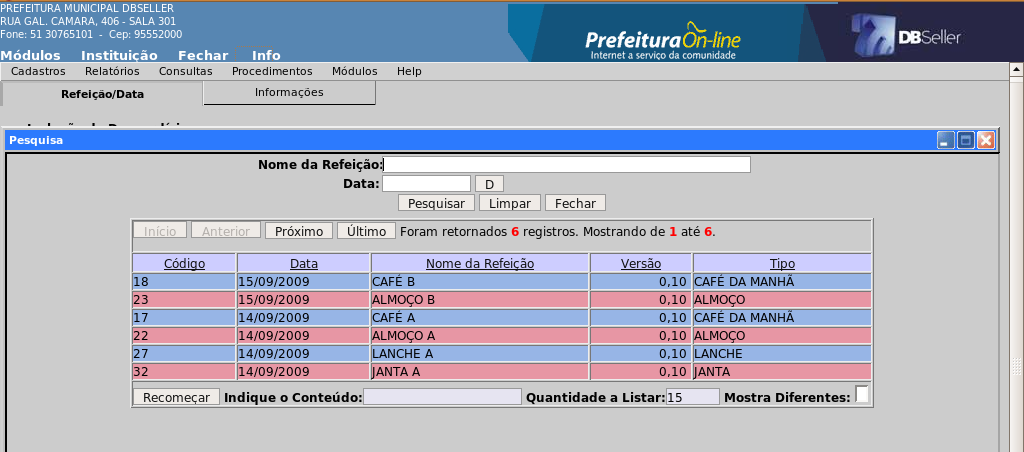 PREFEITURA MUNICIPAL DBSELLER
RUA GAL. CAMARA, 406 - SALA 301
Fone: 51 30765101 - Cep: 95552000
PrefeituraOn-line
Internet a serviço da comunidade
DBSeller
Módulos Instituição Fechar Info
Cadastros Relatórios Consultas Procedimentos Módulos Help
Refeição/Data Informações
Pesquisa
Nome da Refeição:
Data: D
Pesquisar Limpar Fechar
Início Anterior Próximo Último Foram retornados 6 registros. Mostrando de 1 até 6.
Código Data Nome da Refeição Versão Tipo
18 15/09/2009 CAFÉ B 0,10 CAFÉ DA MANHÃ
23 15/09/2009 ALMOÇO B 0,10 ALMOÇO
17 14/09/2009 CAFÉ A 0,10 CAFÉ DA MANHÃ
22 14/09/2009 ALMOÇO A 0,10 ALMOÇO
27 14/09/2009 LANCHE A 0,10 LANCHE
32 14/09/2009 JANTA A 0,10 JANTA
Recomeçar Indique o Conteúdo: Quantidade a Listar: 15 Mostra Diferentes: